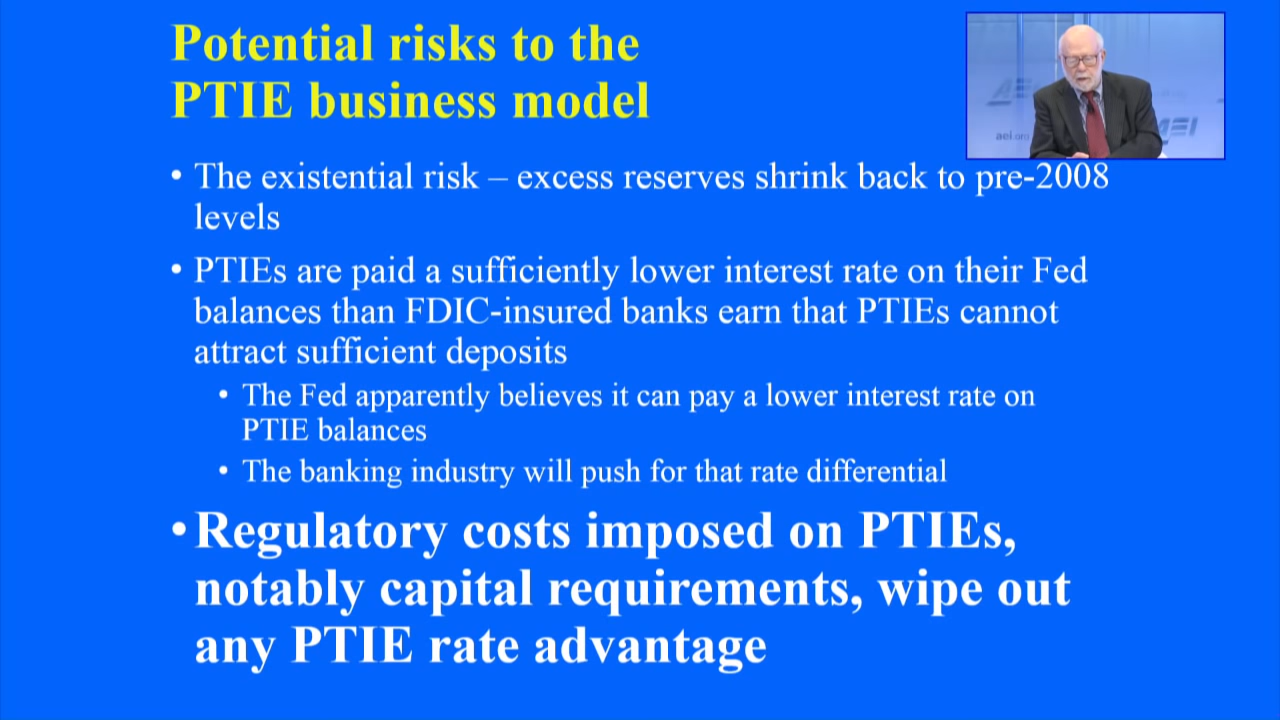 Potential risks to the
PTIE business model
• The existential risk – excess reserves shrink back to pre-2008
levels
• PTIEs are paid a sufficiently lower interest rate on their Fed
balances than FDIC-insured banks earn that PTIEs cannot
attract sufficient deposits
• The Fed apparently believes it can pay a lower interest rate on
PTIE balances
• The banking industry will push for that rate differential
• Regulatory costs imposed on PTIEs,
notably capital requirements, wipe out
any PTIE rate advantage
aei.org
AEI